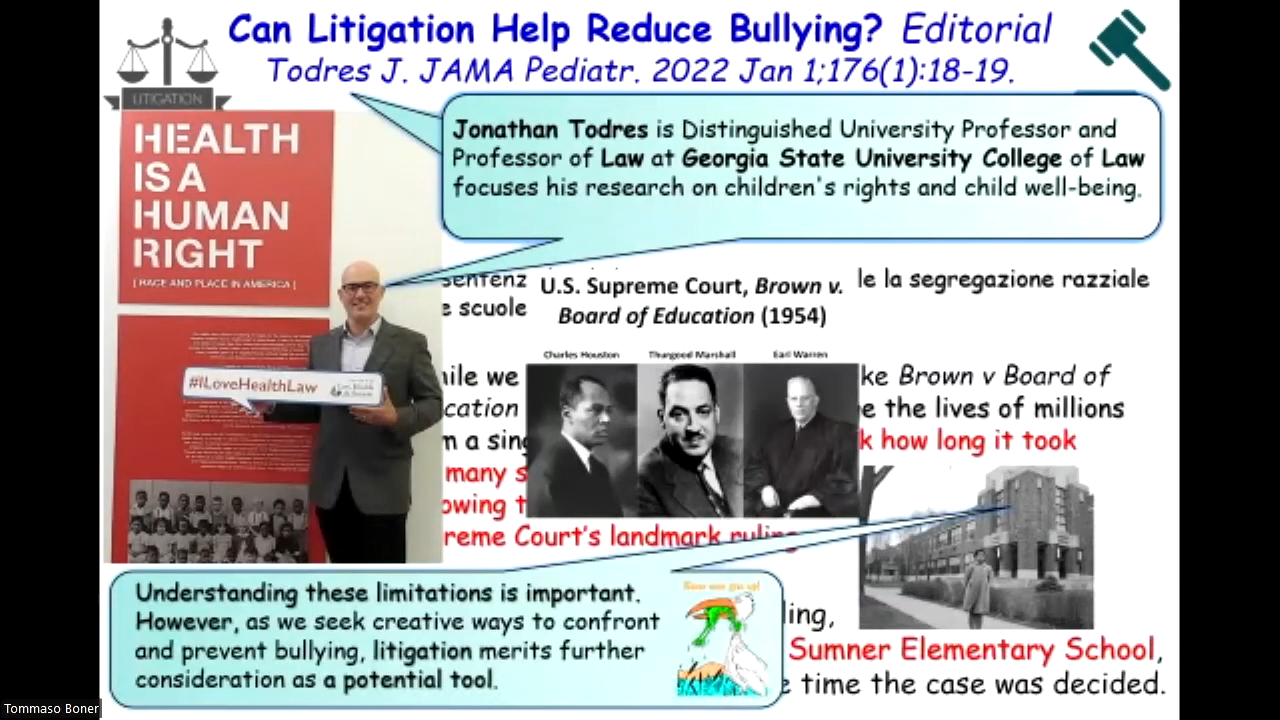 Can Litigation Help Reduce Bullying? Editorial
Todres J. JAMA Pediatr. 2022 Jan 1;176(1):18-19.
LITIGATION
HEALTH
IS A
HUMAN
RIGHT
[ RACE AND PLACE IN AMERICA ]
#ILoveHealthLaw
Jonathan Todres is Distinguished University Professor and
Professor of Law at Georgia State University College of Law
focuses his research on children's rights and child well-being.
sentenz
le la segregazione razziale
e scuole
U.S. Supreme Court, Brown v.
Board of Education (1954)
Charles Houston
Thurgood Marshall
Earl Warren
hile we
ke Brown v Board of
cation
e the lives of millions
m a sing
k how long it took
many s
owing t
reme Court's landmark ruling
ling,
Sumner Elementary School,
e time the case was decided.
Understanding these limitations is important.
However, as we seek creative ways to confront
and prevent bullying, litigation merits further
consideration as a potential tool.
Never ever give up!
Tommaso Boner